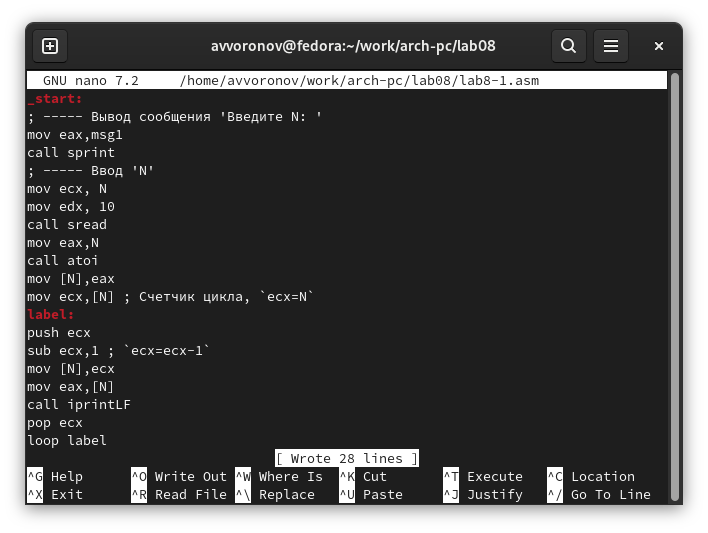 avvoronov@fedora:~/work/arch-pc/lab08
GNU nano 7.2 /home/avvoronov/work/arch-pc/lab08/lab8-1.asm
_start:
; ----- Вывод сообщения 'Введите N: '
mov eax,msg1
call sprint
; ----- Ввод 'N'
mov ecx, N
mov edx, 10
call sread
mov eax,N
call atoi
mov [N],eax
mov ecx,[N] ; Счетчик цикла, `ecx=N`
label:
push ecx
sub ecx,1 ; `ecx=ecx-1`
mov [N],ecx
mov eax,[N]
call iprintLF
pop ecx
loop label
[ Wrote 28 lines ]
^G Help ^O Write Out ^W Where Is ^K Cut ^T Execute ^C Location
^X Exit ^R Read File ^\ Replace ^U Paste ^J Justify ^/ Go To Line